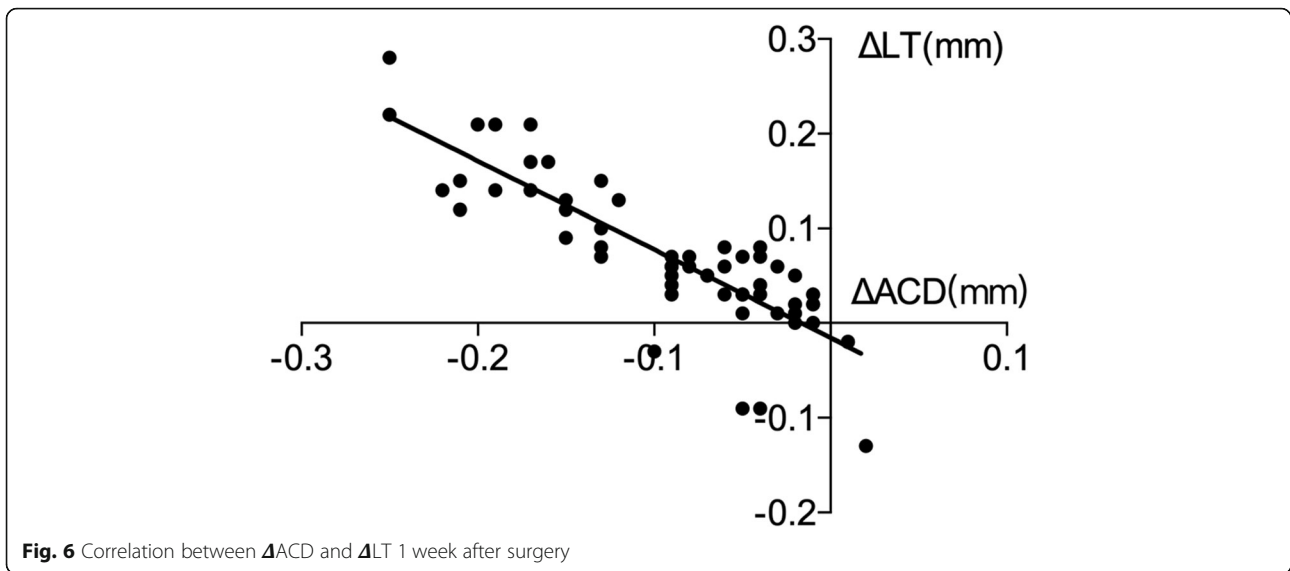 0.3 ΔLT(mm)
0.2
0.1
ΔACD(mm)
-0.3 -0.2 -0.1 0.1
-0.1
-0.2
Fig. 6 Correlation between ΔACD and ΔLT 1 week after surgery